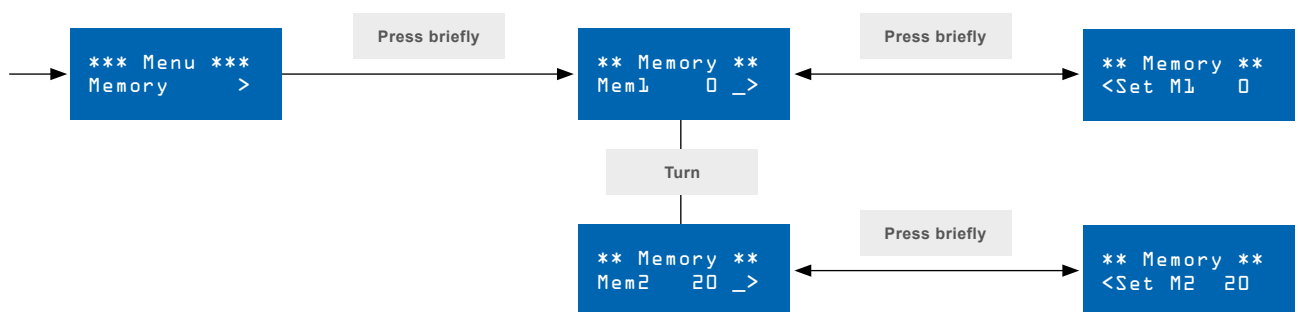 *** Menu ***
Memory >
Press briefly
** Memory **
Mem1 0 _>
Press briefly
** Memory **
<Set M1 0
Turn
** Memory **
Mem2 20 _>
Press briefly
** Memory **
<Set M2 20